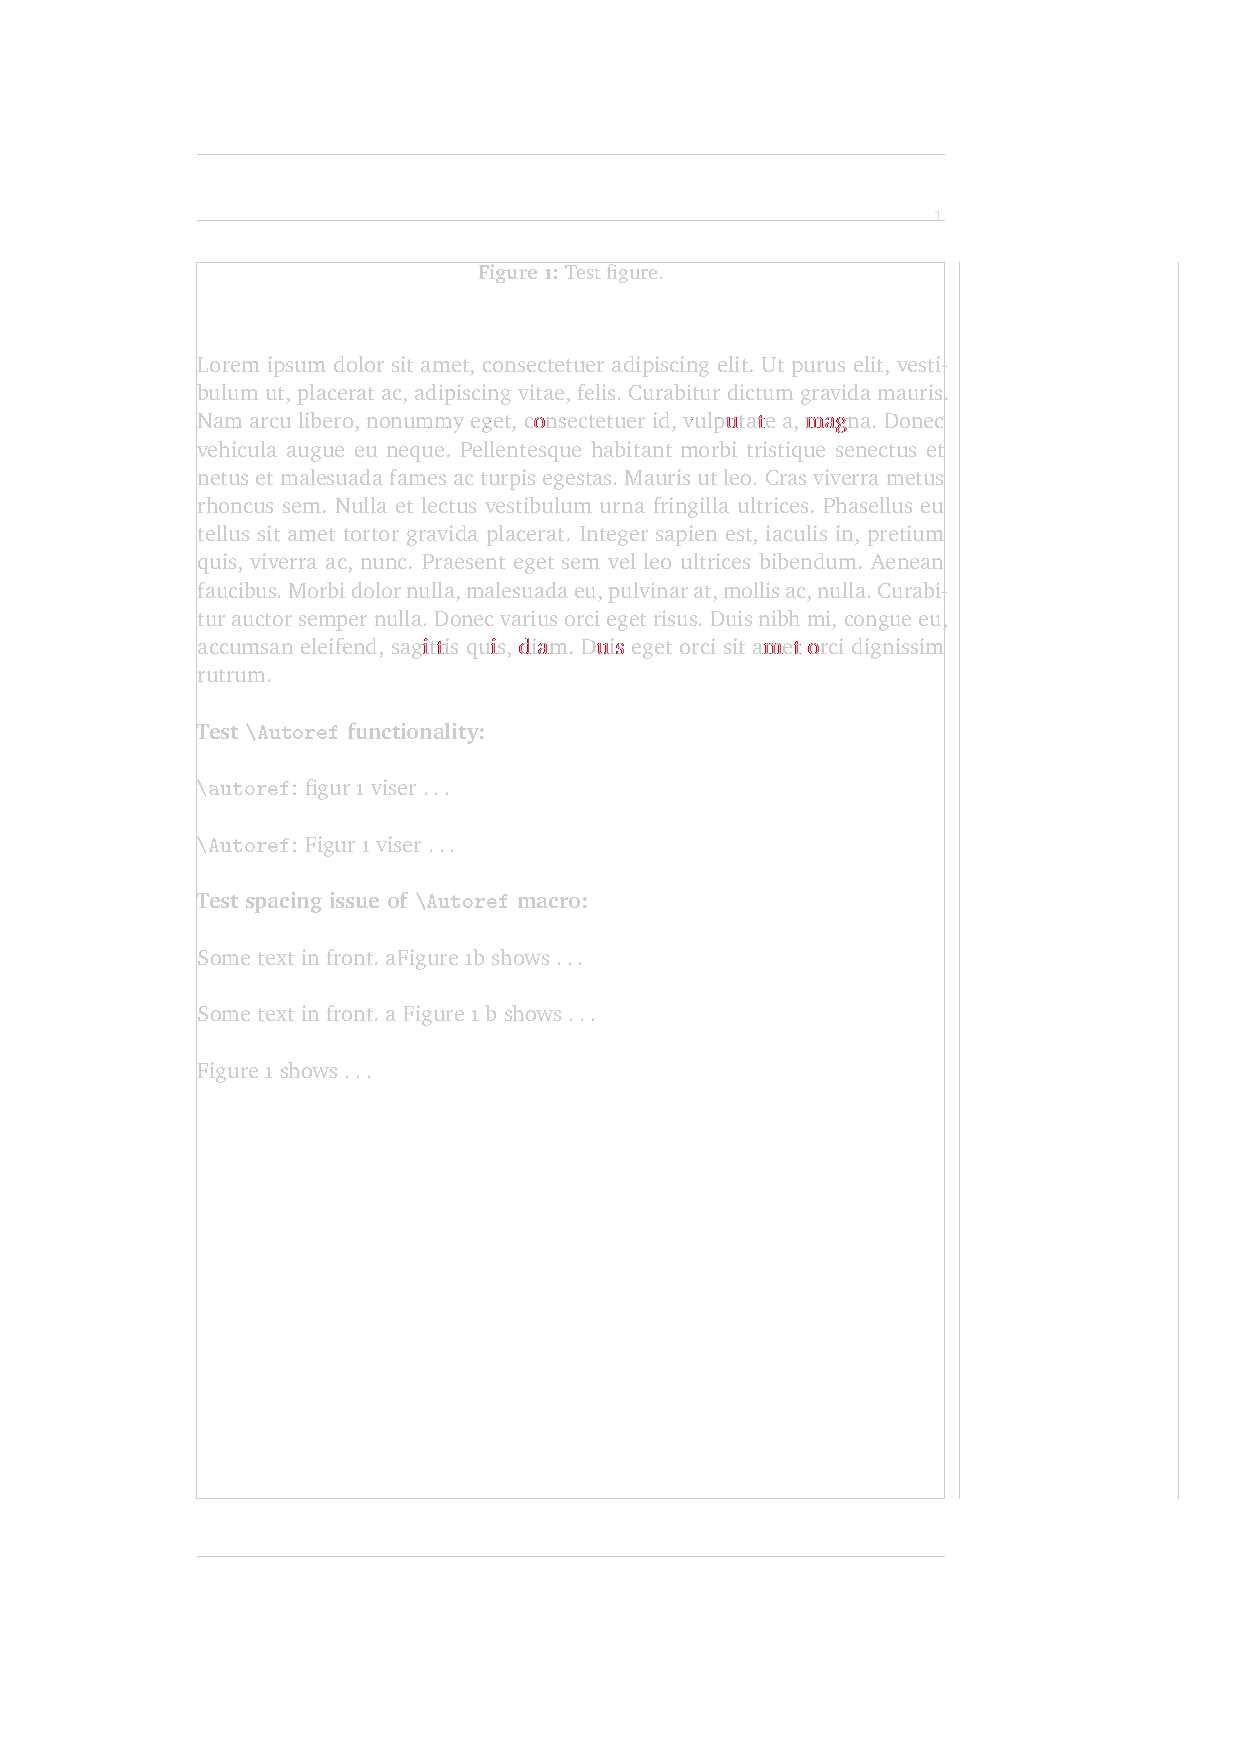 1
Figure 1: Test figure.
Lorem ipsum dolor sit amet, consectetuer adipiscing elit. Ut purus elit, vesti-
bulum ut, placerat ac, adipiscing vitae, felis. Curabitur dictum gravida mauris.
Nam arcu libero, nonummy eget, consectetuer id, vulputate a, magna. Donec
vehicula augue eu neque. Pellentesque habitant morbi tristique senectus et
netus et malesuada fames ac turpis egestas. Mauris ut leo. Cras viverra metus
rhoncus sem. Nulla et lectus vestibulum urna fringilla ultrices. Phasellus eu
tellus sit amet tortor gravida placerat. Integer sapien est, iaculis in, pretium
quis, viverra ac, nunc. Praesent eget sem vel leo ultrices bibendum. Aenean
faucibus. Morbi dolor nulla, malesuada eu, pulvinar at, mollis ac, nulla. Curabi-
tur auctor semper nulla. Donec varius orci eget risus. Duis nibh mi, congue eu,
accumsan eleifend, sagittis quis, diam. Duis eget orci sit amet orci dignissim
rutrum.
Test \Autoref functionality:
\autoref: figur 1 viser . . .
\Autoref: Figur 1 viser . . .
Test spacing issue of \Autoref macro:
Some text in front. aFigure 1b shows . . .
Some text in front. a Figure 1 b shows . . .
Figure 1 shows . . .